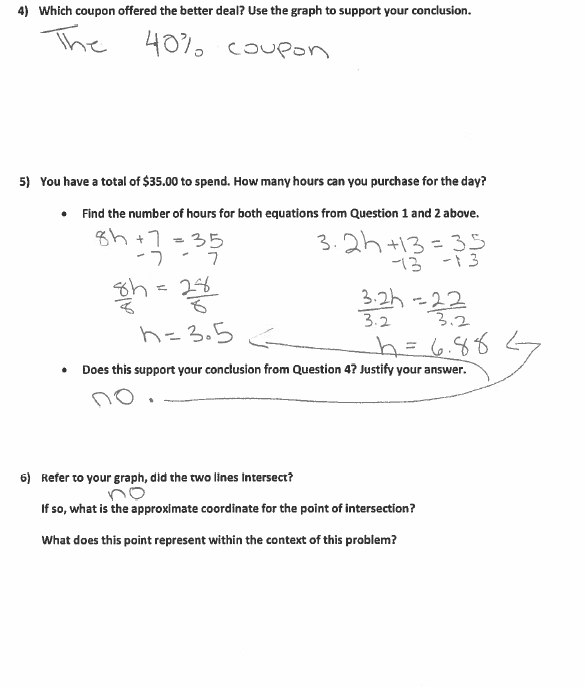 4) Which coupon offered the better deal? Use the graph to support your conclusion.
The 40% coupon
5) You have a total of $35.00 to spend. How many hours can you purchase for the day?
• Find the number of hours for both equations from Question 1 and 2 above.
8h + 7 = 35
-7 - 7
8h = 28
8 8
h = 3.5
3.2h + 13 = 35
-13 -13
3.2h = 22
3.2 3.2
h = 6.88
• Does this support your conclusion from Question 4? Justify your answer.
no.
6) Refer to your graph, did the two lines intersect?
no
If so, what is the approximate coordinate for the point of intersection?
What does this point represent within the context of this problem?